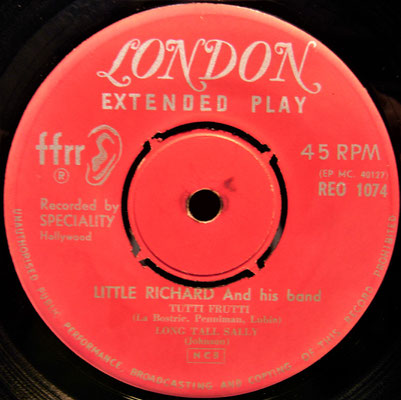 LONDON
EXTENDED PLAY
ffrr
®
45 RPM
(EP MC. 40127)
REO 1074
Recorded by
SPECIALITY
Hollywood
LITTLE RICHARD And his band
TUTTI FRUTTI
(La Bostrie, Penniman, Lubin)
LONG TALL SALLY
(Johnson)
NCB
UNAUTHORISED PUBLIC PERFORMANCE, BROADCASTING AND COPYING OF THIS RECORD PROHIBITED